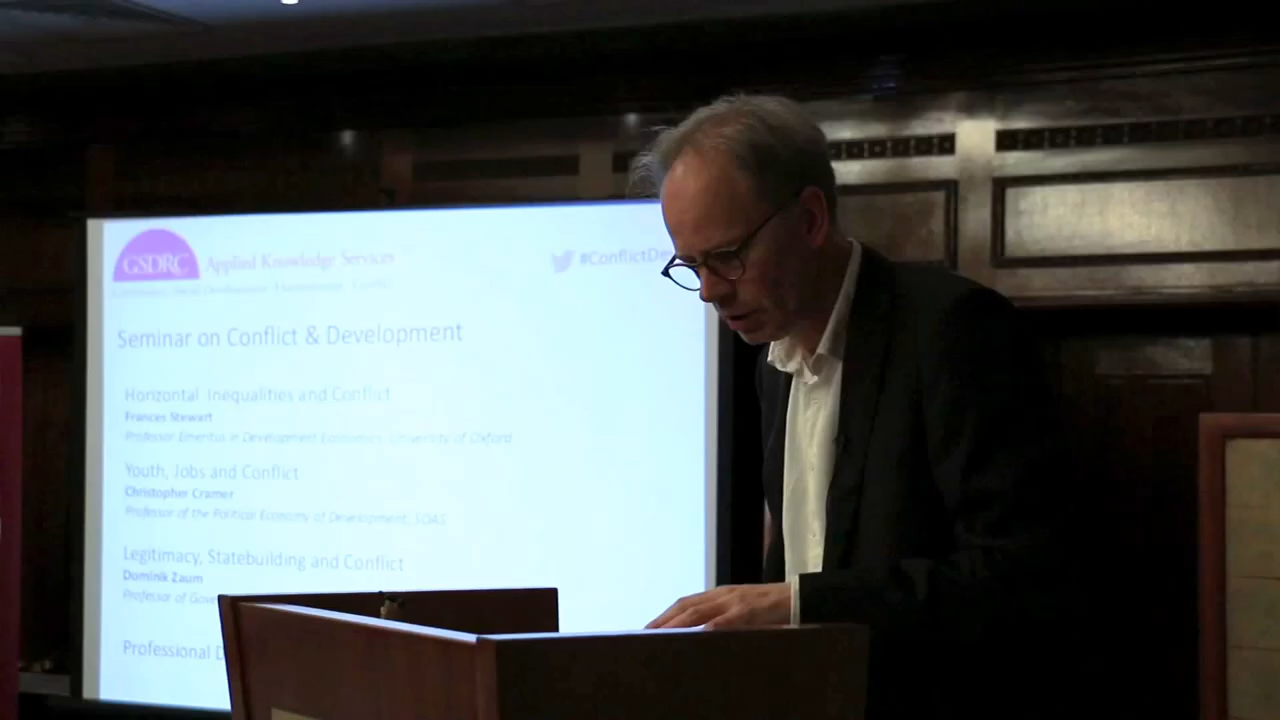 GSDRC
Applied Knowledge Services
#ConflictDe
Seminar on Conflict & Development
Horizontal Inequalities and Conflict
Frances Stewart
Professor Emeritus in Development Economics, University of Oxford
Youth, Jobs and Conflict
Christopher Cramer
Professor of the Political Economy of Development, SOAS
Legitimacy, Statebuilding and Conflict
Dominik Zaum
Professor of Gove
Professional D